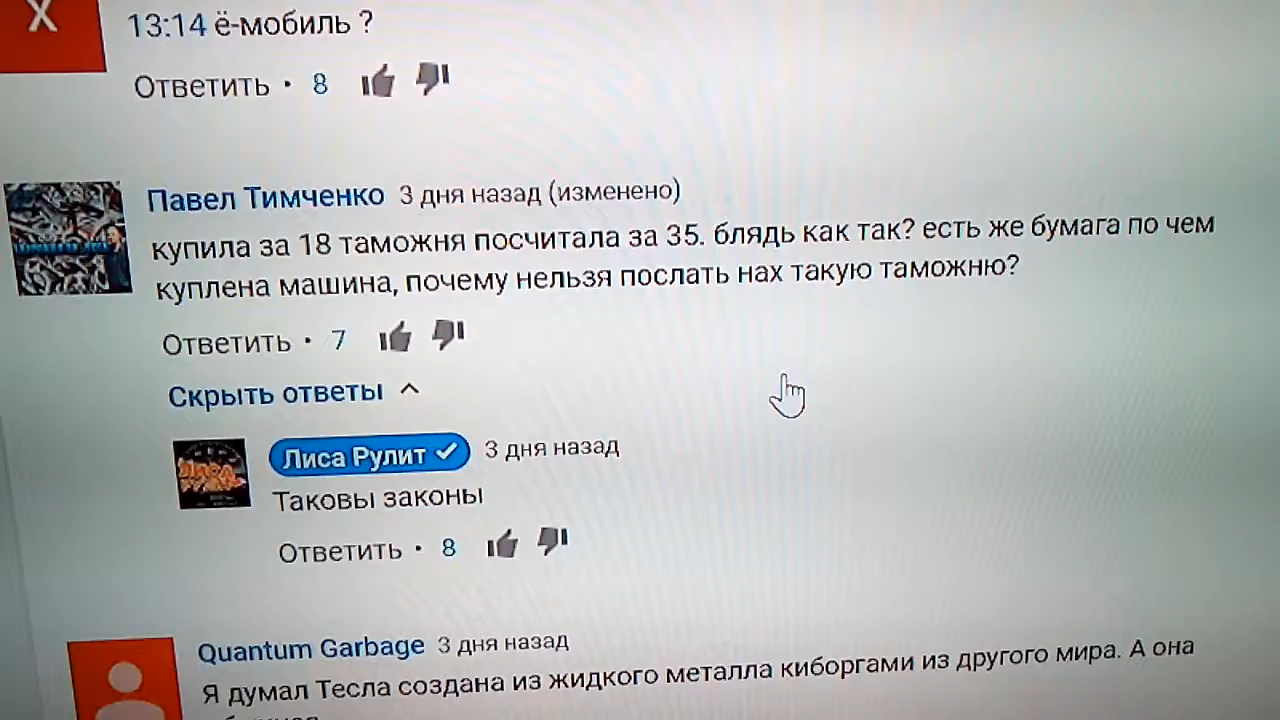 X
13:14 ё-мобиль ?
Ответить · 8
Павел Тимченко 3 дня назад (изменено)
купила за 18 таможня посчитала за 35. блядь как так? есть же бумага по чем
куплена машина, почему нельзя послать нах такую таможню?
Ответить · 7
Скрыть ответы
Лиса Рулит 3 дня назад
Таковы законы
Ответить · 8
Quantum Garbage 3 дня назад
Я думал Тесла создана из жидкого металла киборгами из другого мира. А она